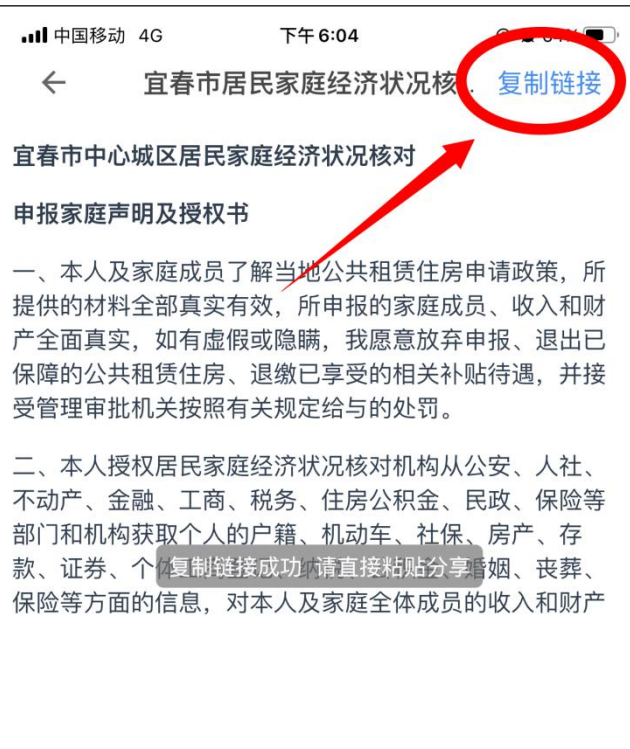 中国移动 4G 下午6:04
宜春市居民家庭经济状况核... 复制链接
宜春市中心城区居民家庭经济状况核对
申报家庭声明及授权书
一、本人及家庭成员了解当地公共租赁住房申请政策，所
提供的材料全部真实有效，所申报的家庭成员、收入和财
产全面真实，如有虚假或隐瞒，我愿意放弃申报、退出已
保障的公共租赁住房、退缴已享受的相关补贴待遇，并接
受管理审批机关按照有关规定给与的处罚。
二、本人授权居民家庭经济状况核对机构从公安、人社、
不动产、金融、工商、税务、住房公积金、民政、保险等
部门和机构获取个人的户籍、机动车、社保、房产、存
款、证券、个 婚姻、丧葬、
复制链接成功 请直接粘贴分享
保险等方面的信息，对本人及家庭全体成员的收入和财产